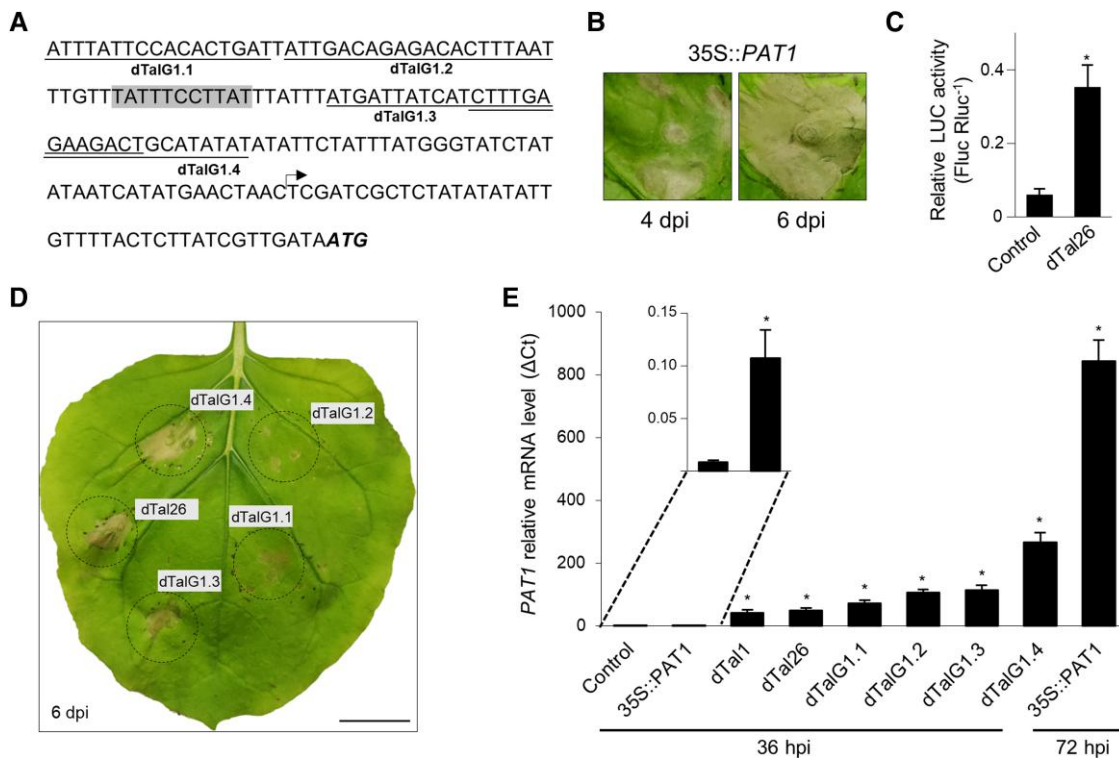 A
ATTTATTCCACACTGATTATTGACAGAGACACTTTAAT
dTalG1.1 dTalG1.2
TTGTTTATTTCCTTATTTATTTATGATTATCATCTTTGA
dTalG1.3
GAAGACTGCATATATATATTCTATTTATGGGTATCTAT
dTalG1.4
ATAATCATATGAACTAACTCGATCGCTCTATATATATT
GTTTTACTCTTATCGTTGATAATG
B
35S::PAT1
4 dpi 6 dpi
C
Relative LUC activity
(Fluc Rluc⁻¹)
0.4
0.2
0
*
Control
dTal26
D
dTalG1.4
dTalG1.2
dTal26
dTalG1.1
dTalG1.3
6 dpi
E
PAT1 relative mRNA level (ΔCt)
1000
800
600
400
200
0
0.15
0.10
0.05
*
* * * * * * *
Control
35S::PAT1
dTal1
dTal26
dTalG1.1
dTalG1.2
dTalG1.3
dTalG1.4
35S::PAT1
36 hpi 72 hpi